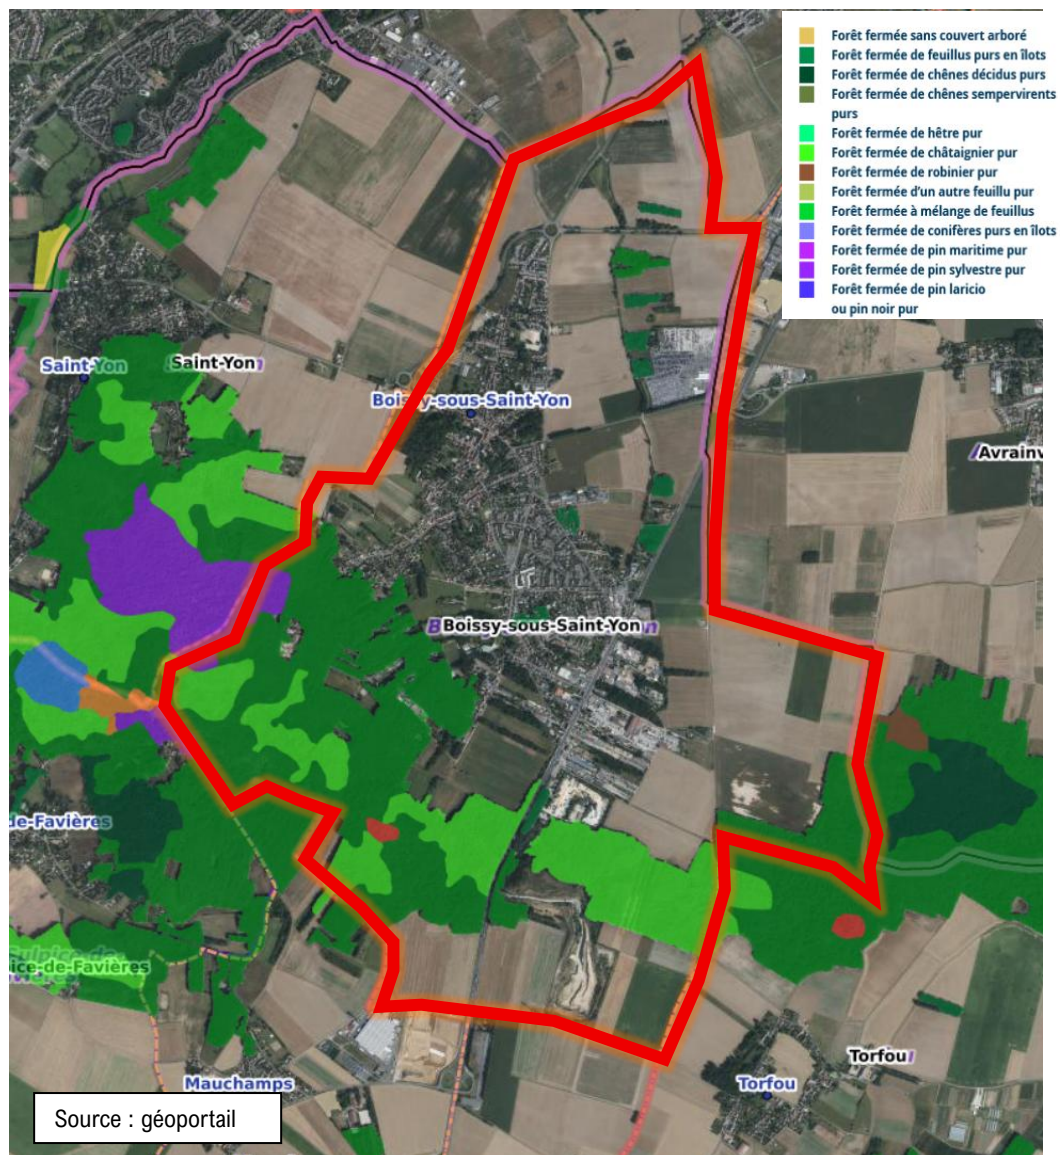 Forêt fermée sans couvert arboré
Forêt fermée de feuillus purs en îlots
Forêt fermée de chênes décidus purs
Forêt fermée de chênes sempervirents
purs
Forêt fermée de hêtre pur
Forêt fermée de châtaignier pur
Forêt fermée de robinier pur
Forêt fermée d'un autre feuillu pur
Forêt fermée à mélange de feuillus
Forêt fermée de conifères purs en îlots
Forêt fermée de pin maritime pur
Forêt fermée de pin sylvestre pur
Forêt fermée de pin laricio
ou pin noir pur
Saint-Yon
Saint-Yon
Boissy-sous-Saint-Yon
Avrainv
Boissy-sous-Saint-Yon
de-Favières
ice-de-Favières
Torfou
Mauchamps
Torfou
Source : géoportail